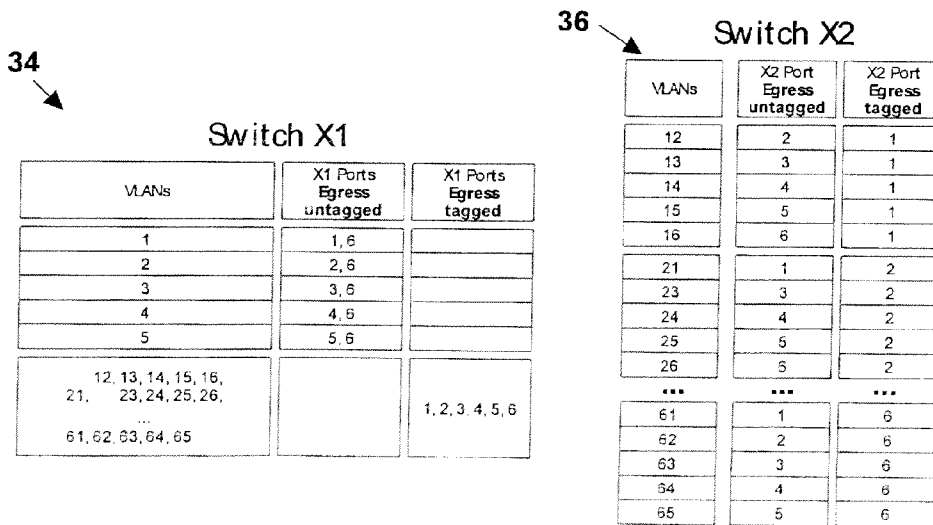 34
Switch X1
VLANs | X1 Ports Egress untagged | X1 Ports Egress tagged
1 | 1, 6
2 | 2, 6
3 | 3, 6
4 | 4, 6
5 | 5, 6
12, 13, 14, 15, 16,
21, 23, 24, 25, 26,
...
61, 62, 63, 64, 65
1, 2, 3, 4, 5, 6
36
Switch X2
VLANs | X2 Port Egress untagged | X2 Port Egress tagged
12 | 2 | 1
13 | 3 | 1
14 | 4 | 1
15 | 5 | 1
16 | 6 | 1
21 | 1 | 2
23 | 3 | 2
24 | 4 | 2
25 | 5 | 2
26 | 6 | 2
... | ... | ...
61 | 1 | 6
62 | 2 | 6
63 | 3 | 6
64 | 4 | 6
65 | 5 | 6